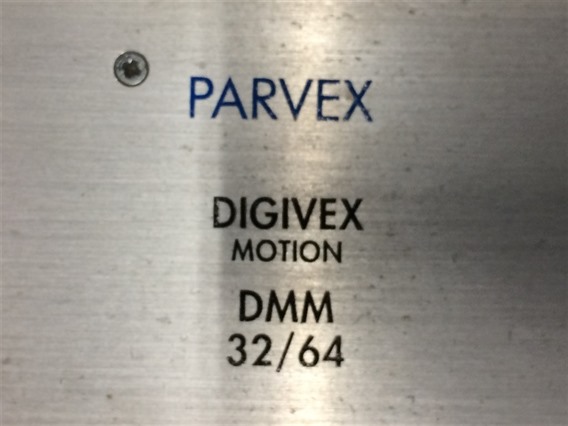 PARVEX
DIGIVEX
MOTION
DMM
32/64